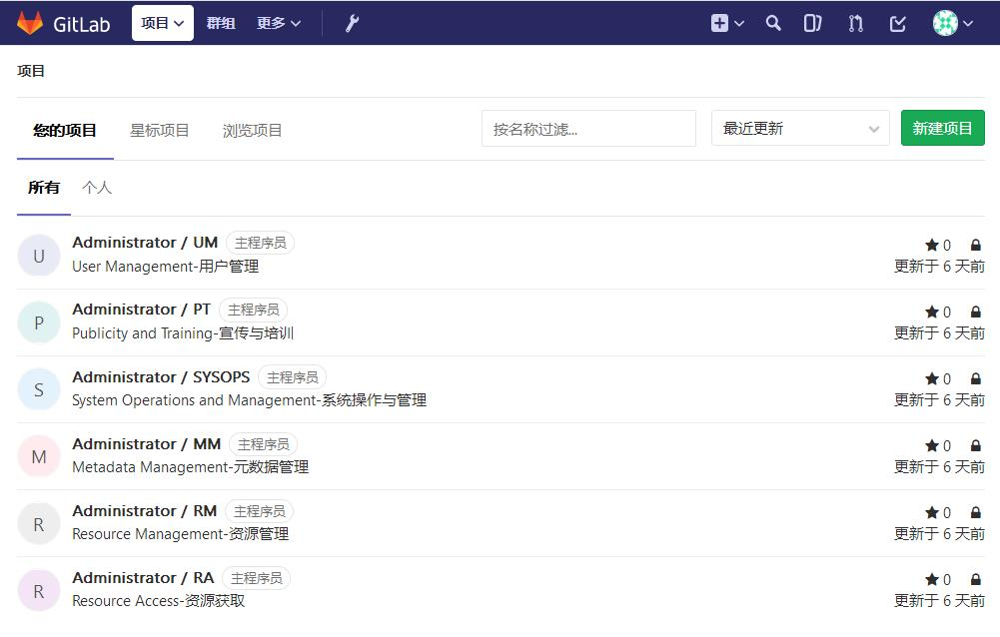 GitLab 项目 群组 更多
项目
您的项目 星标项目 浏览项目 按名称过滤... 最近更新 新建项目
所有 个人
U Administrator / UM 主程序员 0
User Management-用户管理 更新于 6 天前
P Administrator / PT 主程序员 0
Publicity and Training-宣传与培训 更新于 6 天前
S Administrator / SYSOPS 主程序员 0
System Operations and Management-系统操作与管理 更新于 6 天前
M Administrator / MM 主程序员 0
Metadata Management-元数据管理 更新于 6 天前
R Administrator / RM 主程序员 0
Resource Management-资源管理 更新于 6 天前
R Administrator / RA 主程序员 0
Resource Access-资源获取 更新于 6 天前